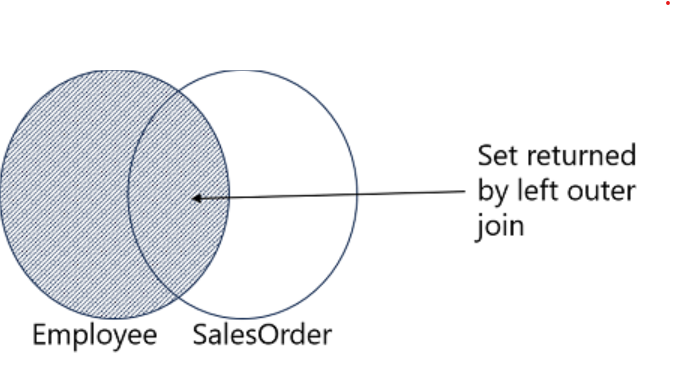 Set returned
by left outer
join
Employee SalesOrder